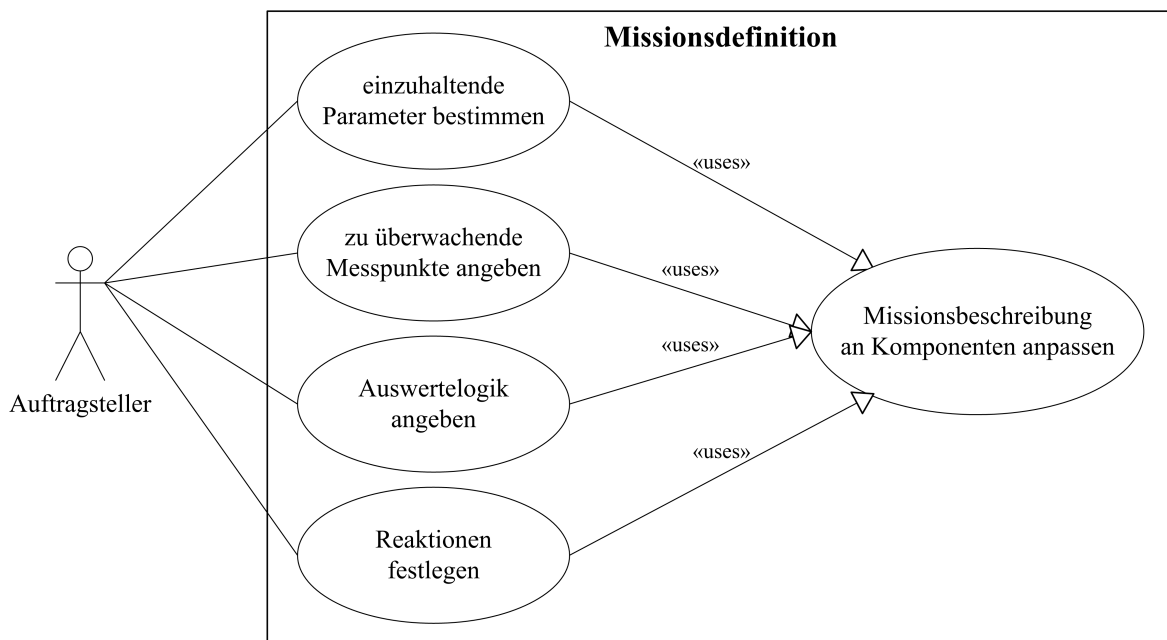 Missionsdefinition
einzuhaltende
Parameter bestimmen
«uses»
zu überwachende
Messpunkte angeben
«uses»
Missionsbeschreibung
an Komponenten anpassen
«uses»
Auswertelogik
angeben
Auftragsteller
«uses»
Reaktionen
festlegen